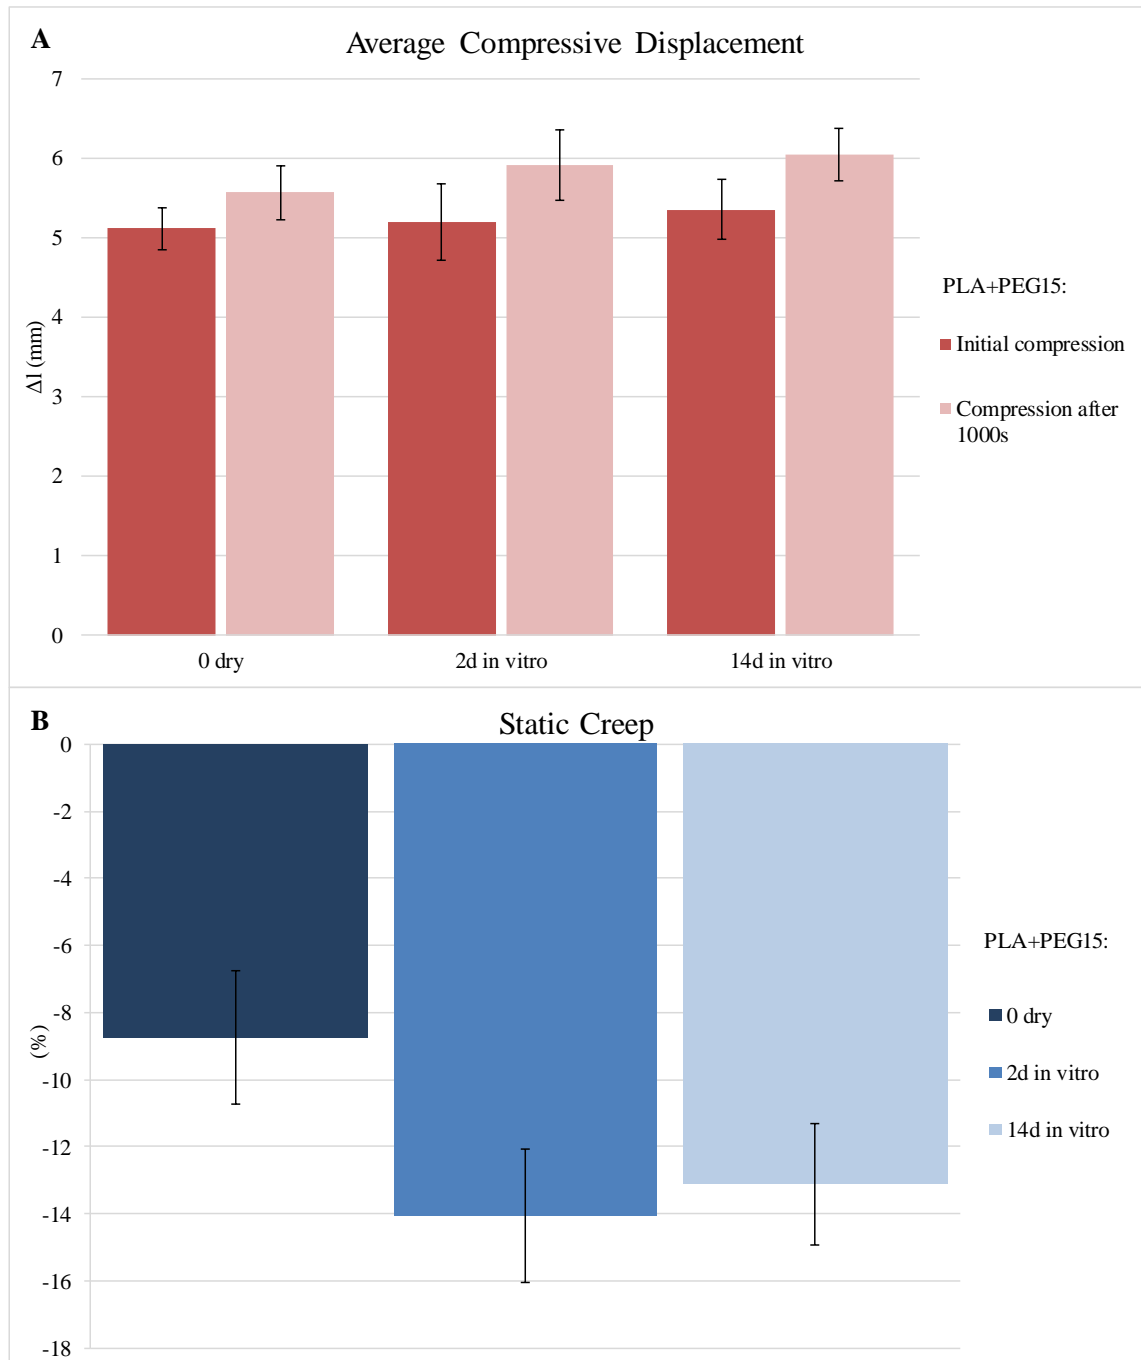 A
Average Compressive Displacement
7
6
5
4
3
2
1
0
Δl (mm)
0 dry
2d in vitro
14d in vitro
PLA+PEG15:
Initial compression
Compression after
1000s
B
Static Creep
0
-2
-4
-6
-8
-10
-12
-14
-16
-18
(%)
PLA+PEG15:
0 dry
2d in vitro
14d in vitro